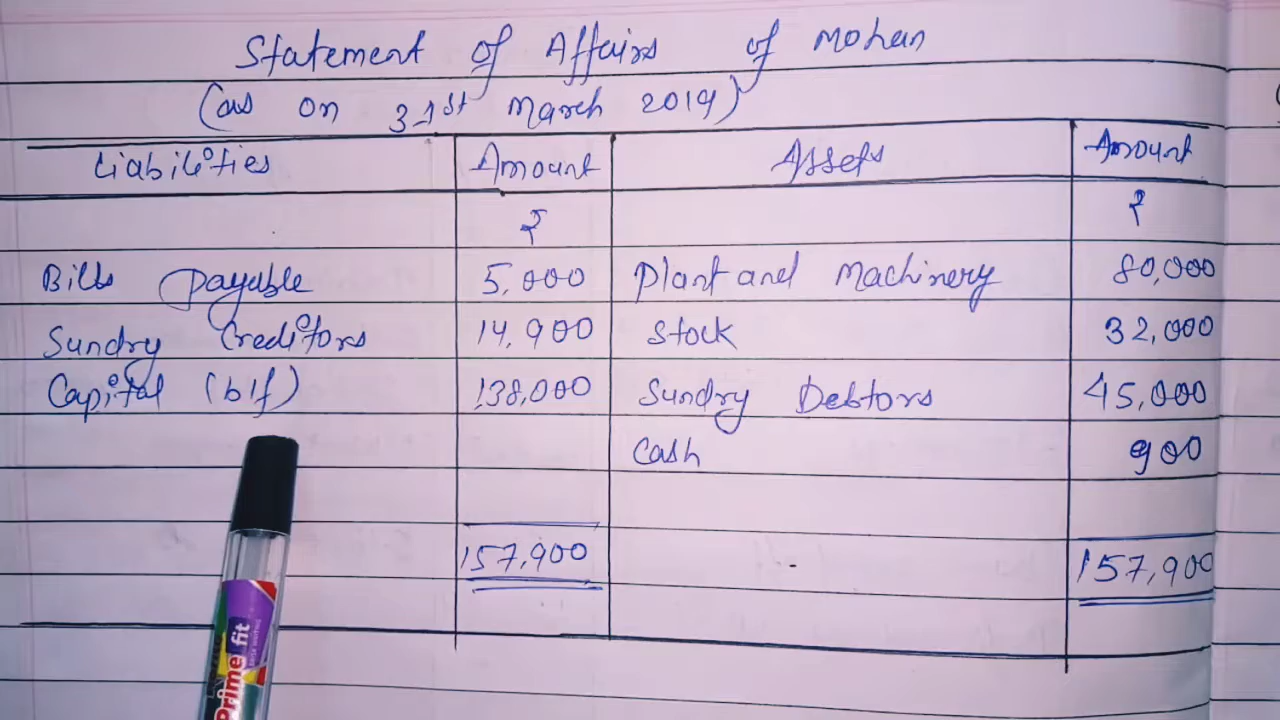 Statement of Affairs of Mohan
(as on 31st March 2019)
Liabilities Amount Assets Amount
₹ ₹
Bills Payable 5,000 Plant and Machinery 80,000
Sundry Creditors 14,900 Stock 32,000
Capital (b/f) 138,000 Sundry Debtors 45,000
Cash 900
157,900 157,900
Prime fit